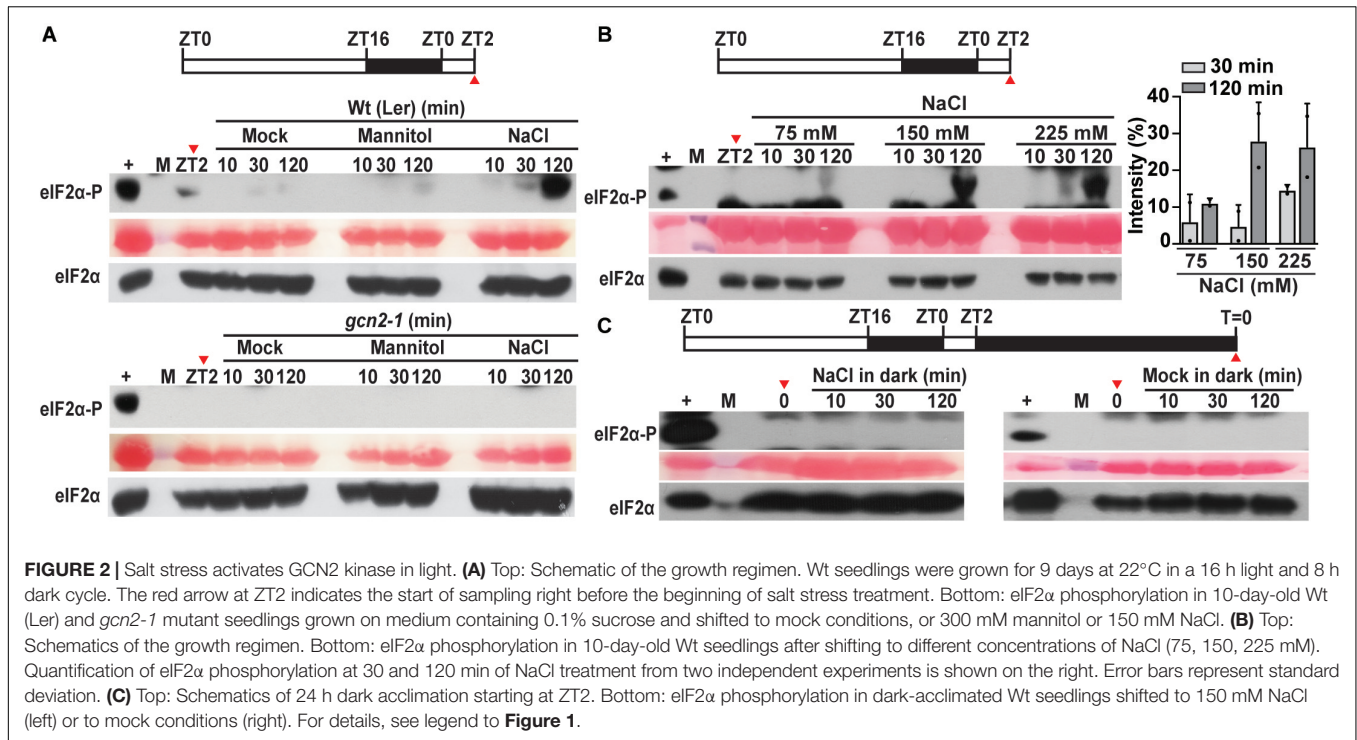 A
ZT0 ZT16 ZT0 ZT2
Wt (Ler) (min)
Mock Mannitol NaCl
+ M ZT2 10 30 120 10 30 120 10 30 120
eIF2α-P
eIF2α
gcn2-1 (min)
Mock Mannitol NaCl
+ M ZT2 10 30 120 10 30 120 10 30 120
eIF2α-P
eIF2α
B
ZT0 ZT16 ZT0 ZT2
NaCl
75 mM 150 mM 225 mM
+ M ZT2 10 30 120 10 30 120 10 30 120
eIF2α-P
eIF2α
30 min
120 min
Intensity (%)
40
30
20
10
0
75 150 225
NaCl (mM)
C
ZT0 ZT16 ZT0 ZT2 T=0
NaCl in dark (min)
+ M 0 10 30 120
Mock in dark (min)
+ M 0 10 30 120
eIF2α-P
eIF2α
FIGURE 2 | Salt stress activates GCN2 kinase in light. (A) Top: Schematic of the growth regimen. Wt seedlings were grown for 9 days at 22°C in a 16 h light and 8 h
dark cycle. The red arrow at ZT2 indicates the start of sampling right before the beginning of salt stress treatment. Bottom: eIF2α phosphorylation in 10-day-old Wt
(Ler) and gcn2-1 mutant seedlings grown on medium containing 0.1% sucrose and shifted to mock conditions, or 300 mM mannitol or 150 mM NaCl. (B) Top:
Schematics of the growth regimen. Bottom: eIF2α phosphorylation in 10-day-old Wt seedlings after shifting to different concentrations of NaCl (75, 150, 225 mM).
Quantification of eIF2α phosphorylation at 30 and 120 min of NaCl treatment from two independent experiments is shown on the right. Error bars represent standard
deviation. (C) Top: Schematics of 24 h dark acclimation starting at ZT2. Bottom: eIF2α phosphorylation in dark-acclimated Wt seedlings shifted to 150 mM NaCl
(left) or to mock conditions (right). For details, see legend to Figure 1.